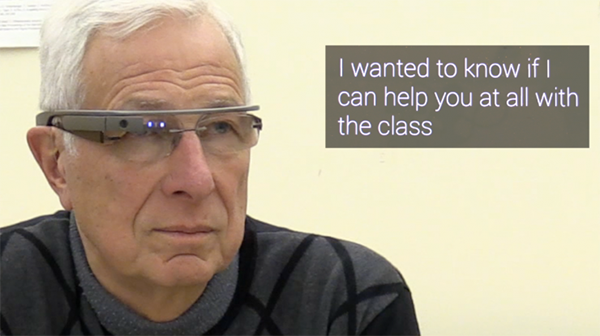 I wanted to know if I
can help you at all with
the class